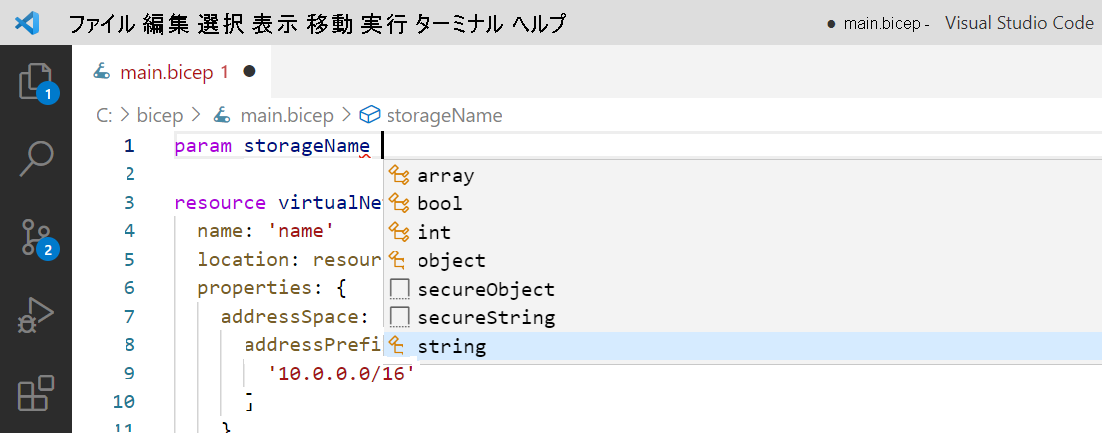 ファイル 編集 選択 表示 移動 実行 ターミナル ヘルプ ● main.bicep - Visual Studio Code
main.bicep 1 ●
C: > bicep > main.bicep > storageName
1 param storageName
array
2
bool
3 resource virtualNe
int
4 name: 'name'
object
5 location: resour
secureObject
6 properties: {
secureString
7 addressSpace:
string
8 addressPrefi
9 '10.0.0.0/16'
10 ]
11 }
1
2